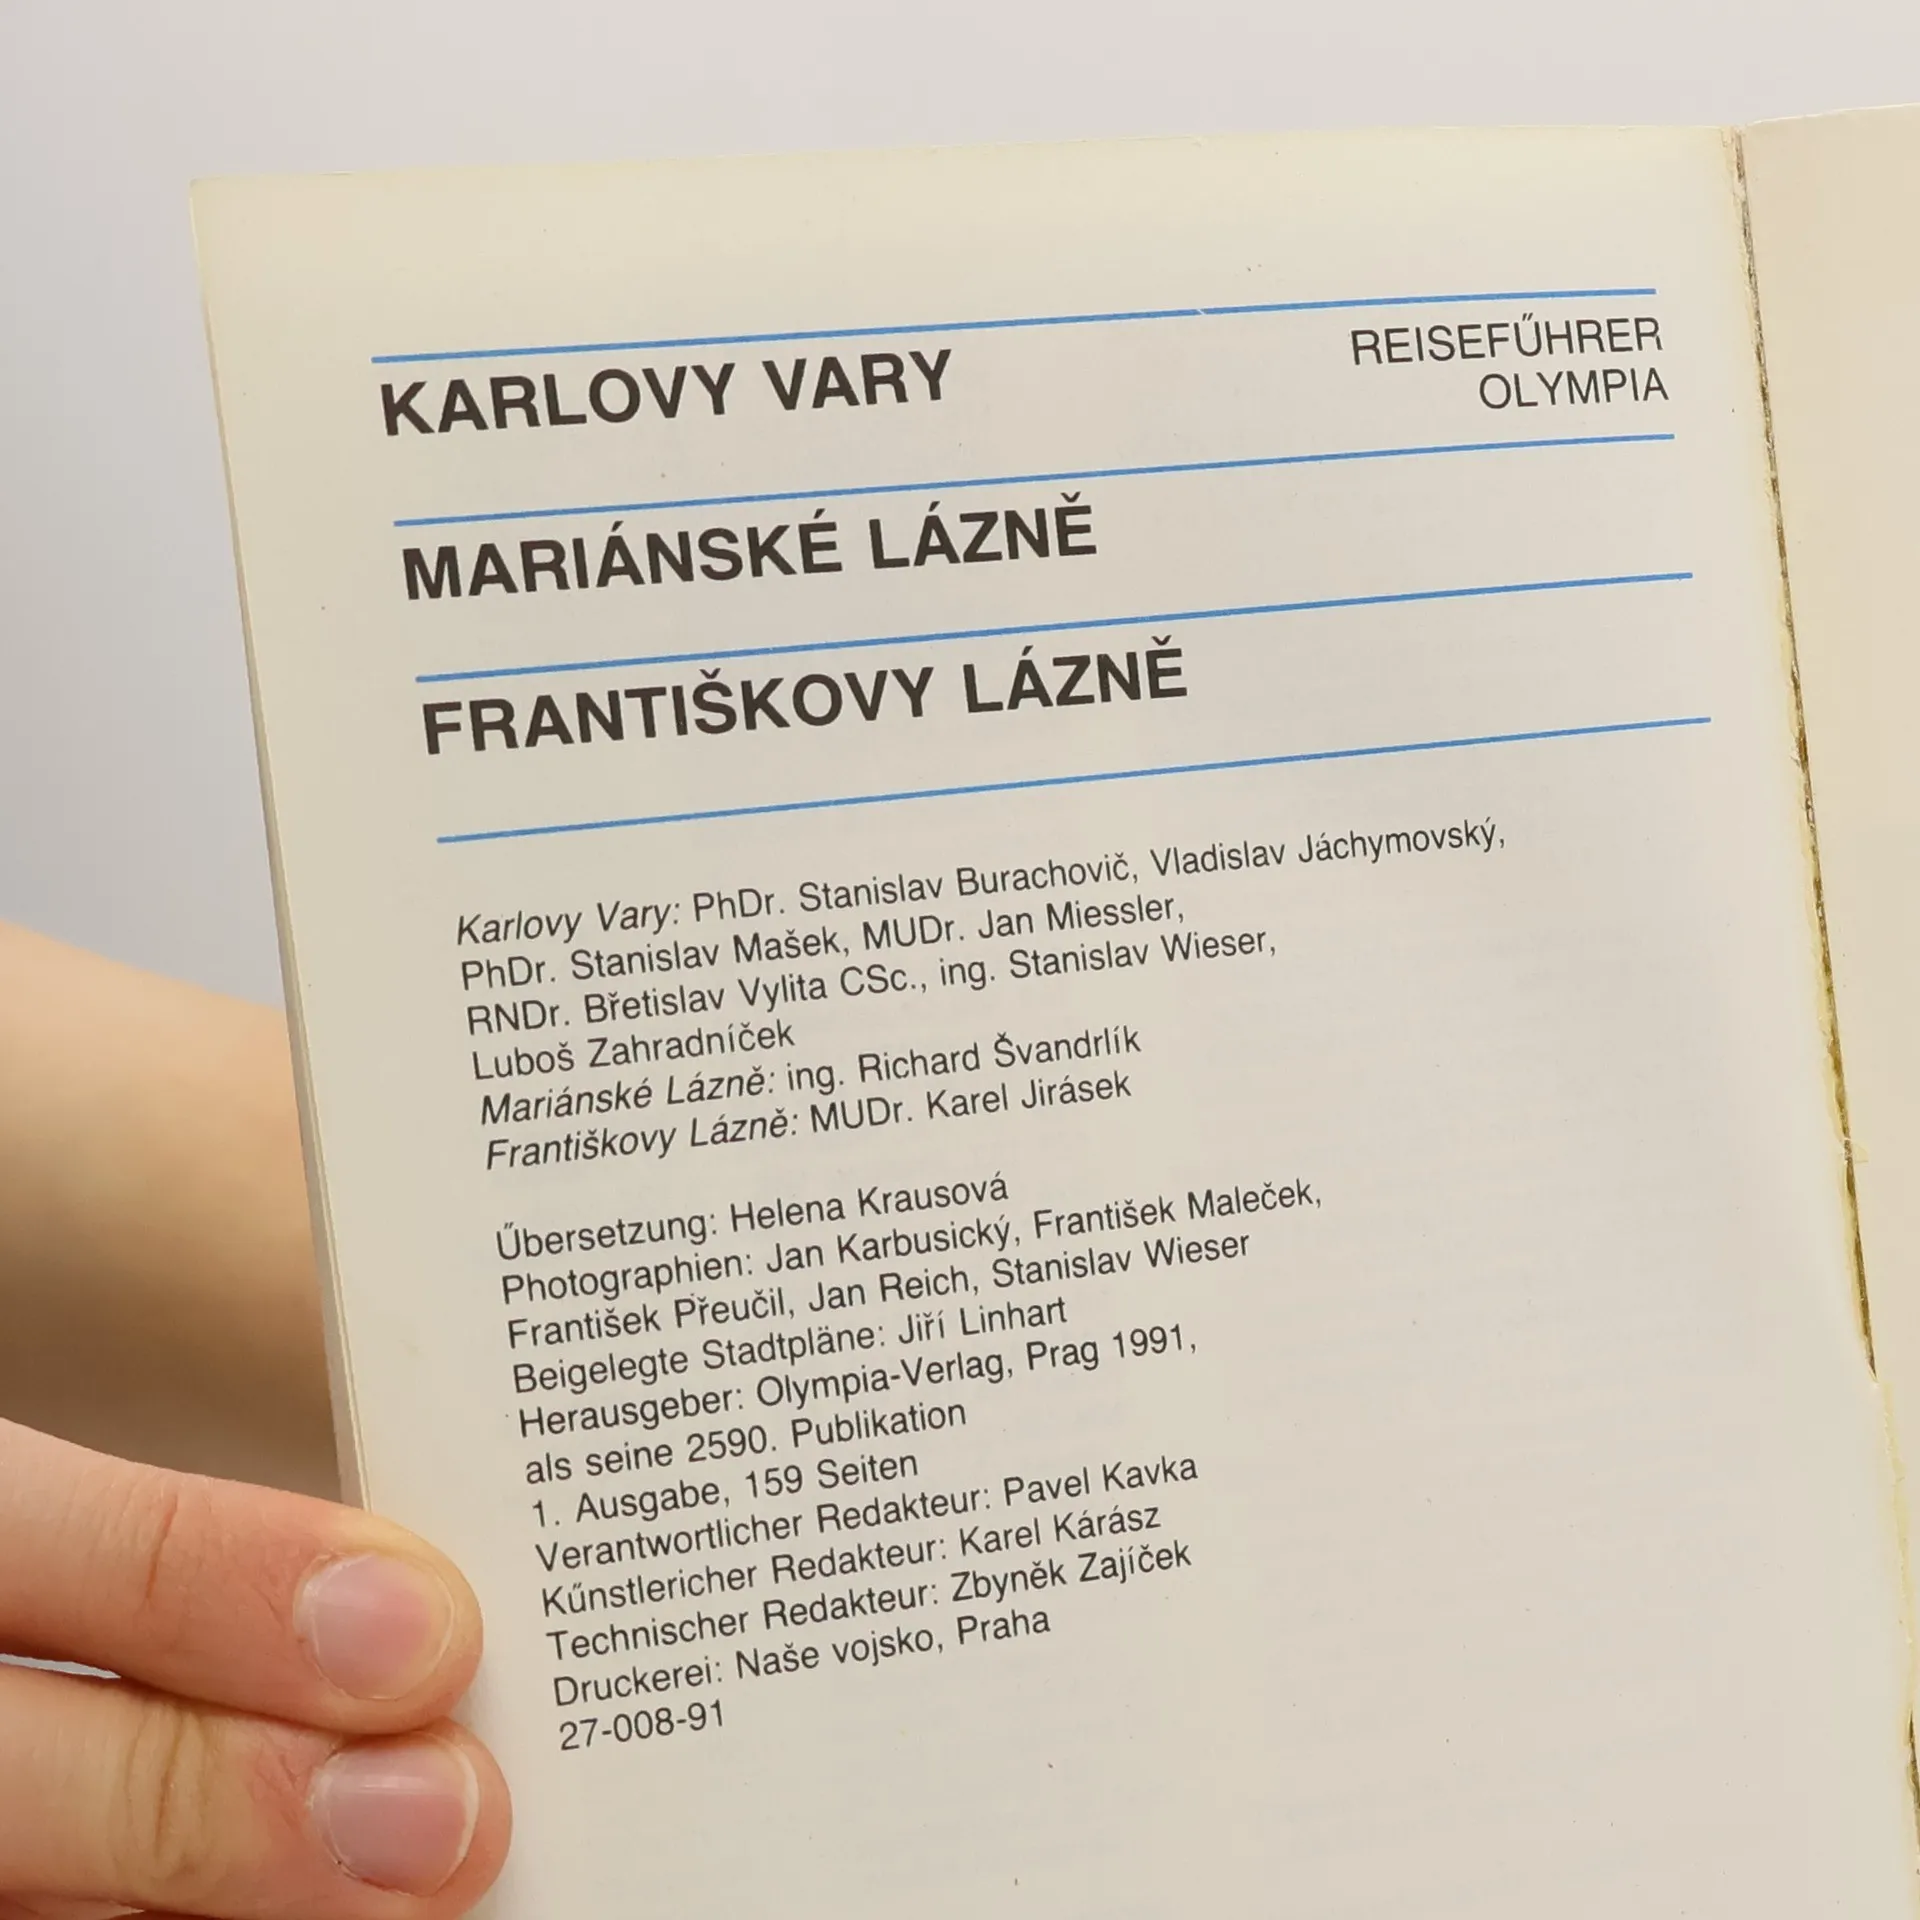 KARLOVY VARY
REISEFŰHRER
OLYMPIA
MARIÁNSKÉ LÁZNĚ
FRANTIŠKOVY LÁZNĚ
Karlovy Vary: PhDr. Stanislav Burachovič, Vladislav Jáchymovský,
PhDr. Stanislav Mašek, MUDr. Jan Miessler,
RNDr. Břetislav Vylita CSc., ing. Stanislav Wieser,
Luboš Zahradníček
Mariánské Lázně: ing. Richard Švandrlík
Františkovy Lázně: MUDr. Karel Jirásek
Űbersetzung: Helena Krausová
Photographien: Jan Karbusický, František Maleček,
František Přeučil, Jan Reich, Stanislav Wieser
Beigelegte Stadtpläne: Jiří Linhart
Herausgeber: Olympia-Verlag, Prag 1991,
als seine 2590. Publikation
1. Ausgabe, 159 Seiten
Verantwortlicher Redakteur: Pavel Kavka
Kűnstlericher Redakteur: Karel Kárász
Technischer Redakteur: Zbyněk Zajíček
Druckerei: Naše vojsko, Praha
27-008-91